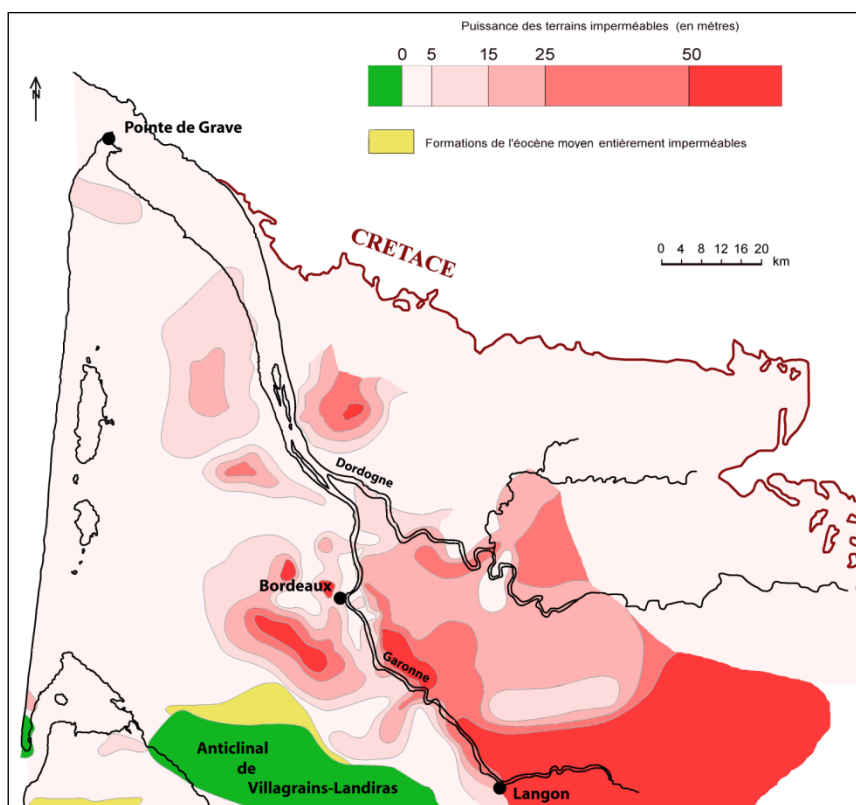 Puissance des terrains imperméables (en mètres)
0 5 15 25 50
Formations de l'éocène moyen entièrement imperméables
N
Pointe de Grave
CRETACE
0 4 8 12 16 20
km
Dordogne
Bordeaux
Garonne
Anticlinal
de
Villagrains-Landiras
Langon